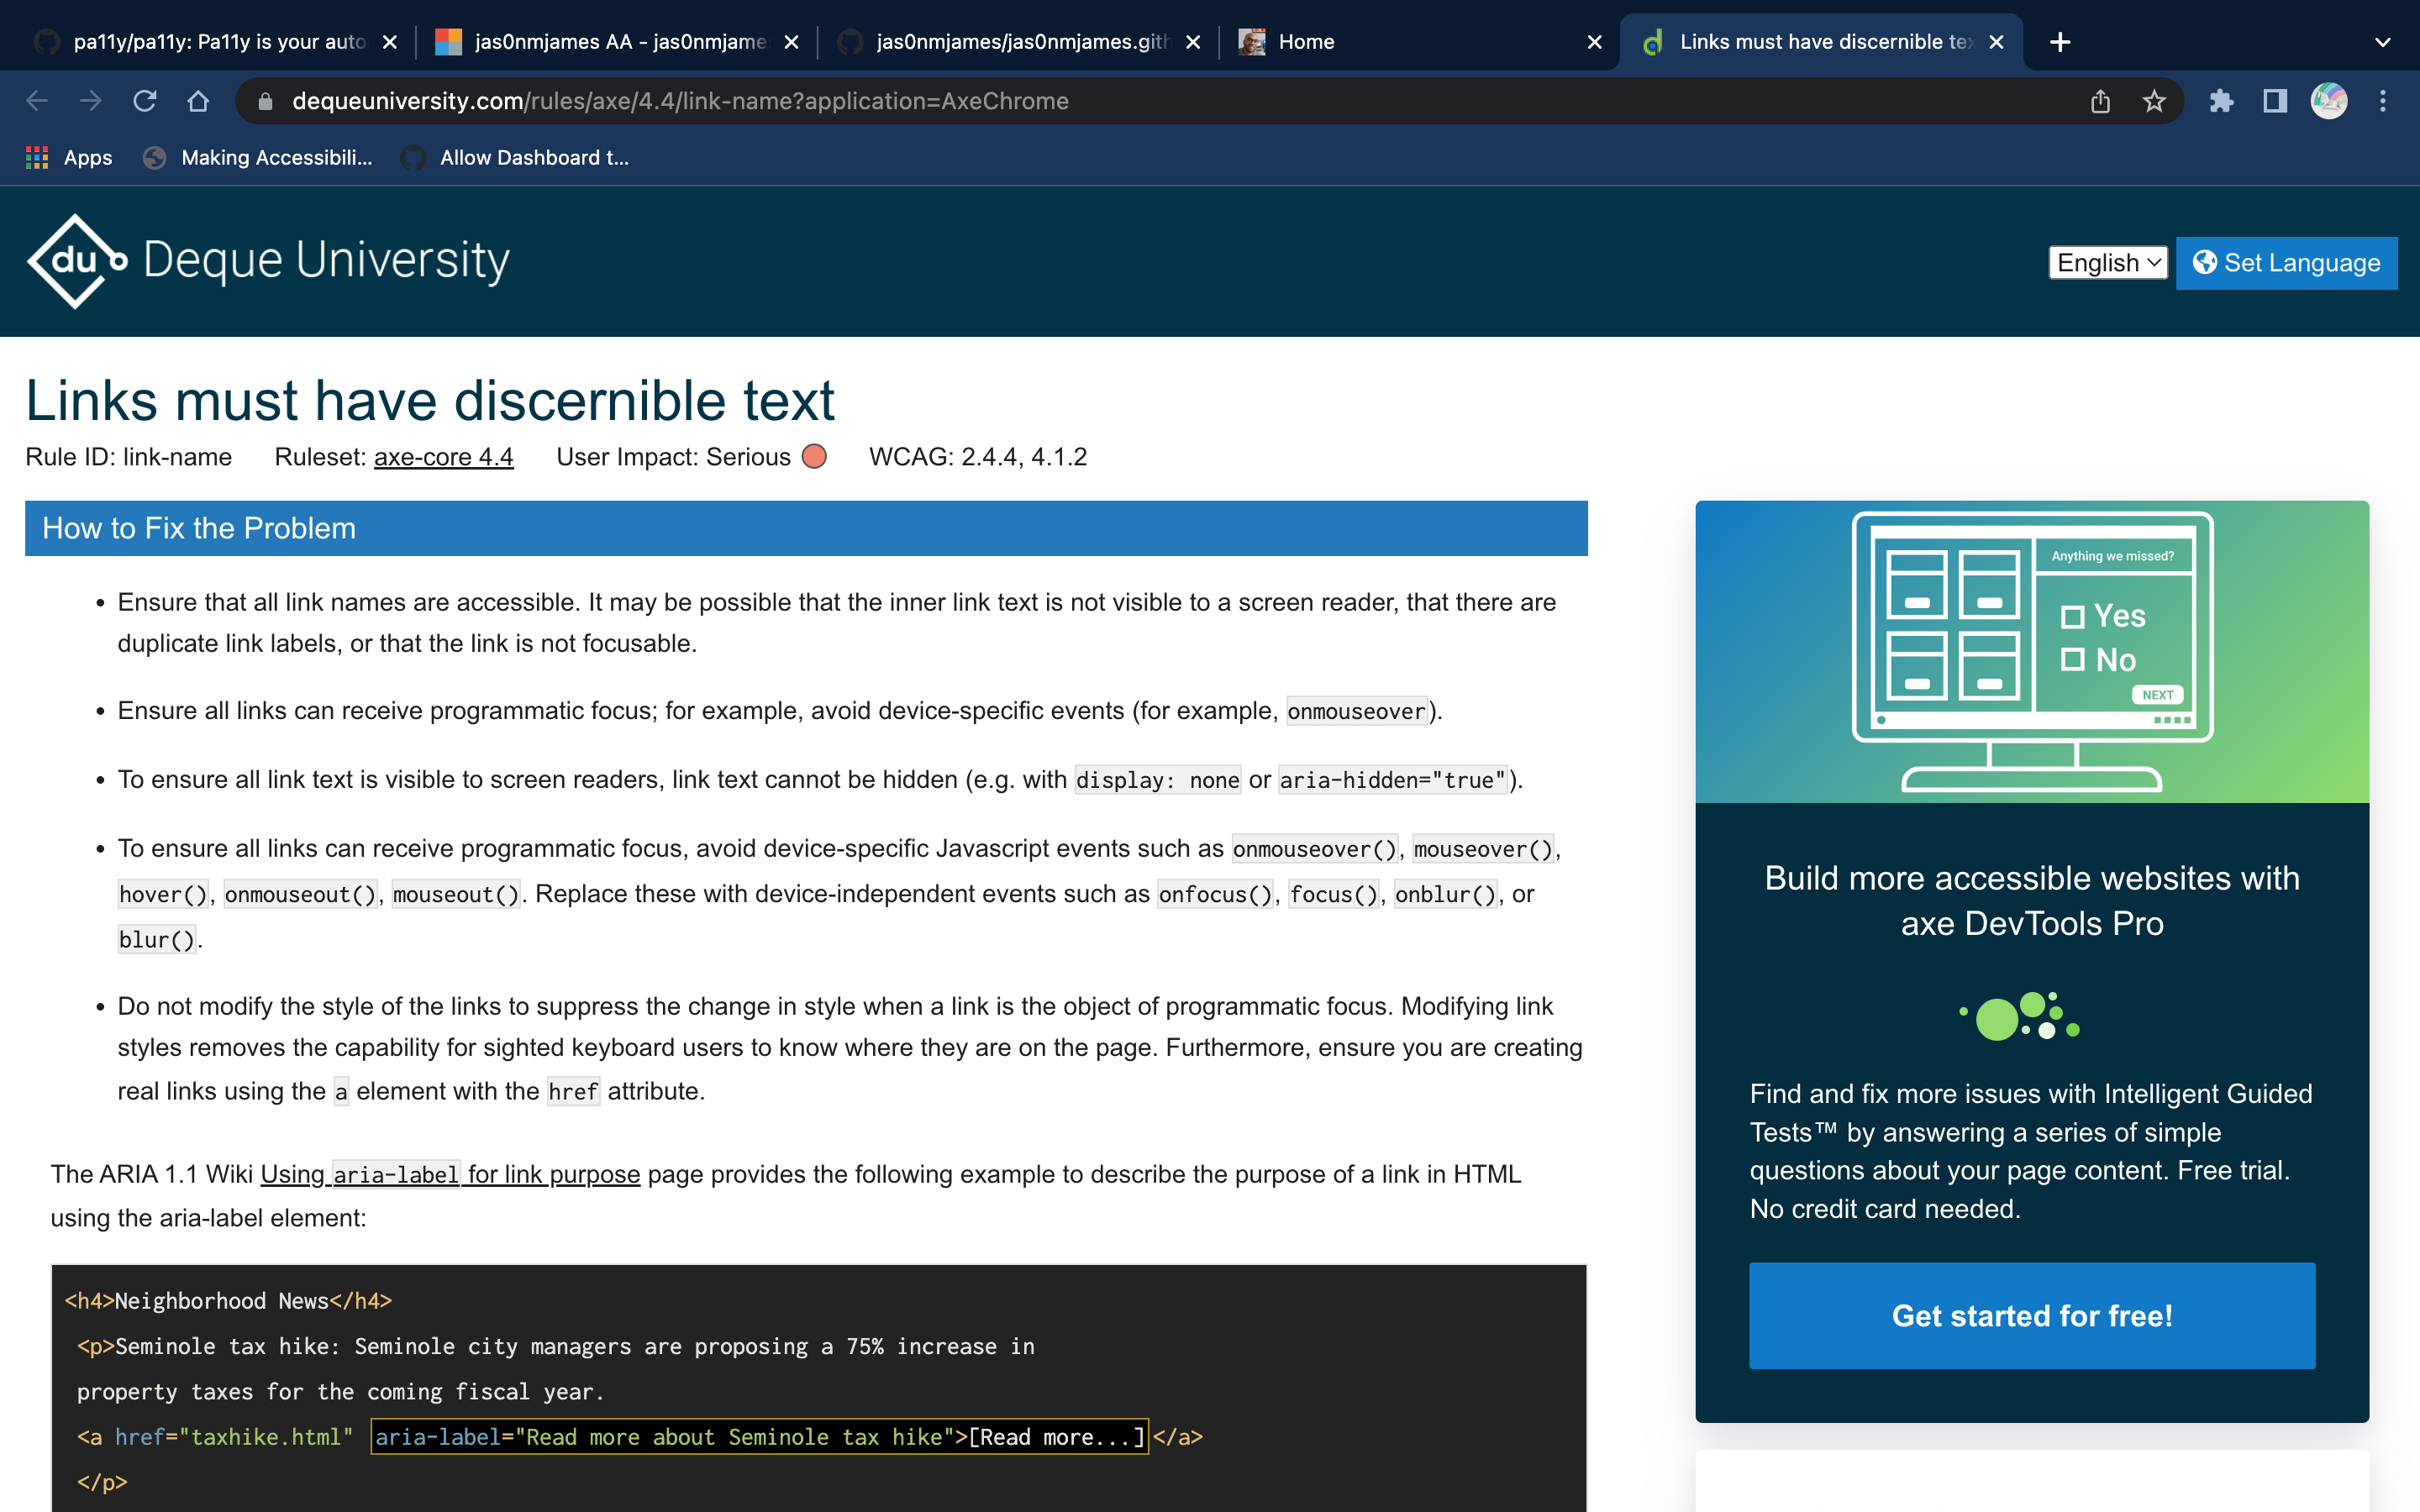 pa11y/pa11y: Pa11y is your auto
jas0nmjames AA - jas0nmjame
jas0nmjames/jas0nmjames.gith
Home
Links must have discernible tex
dequeuniversity.com/rules/axe/4.4/link-name?application=AxeChrome
Apps
Making Accessibili...
Allow Dashboard t...
du Deque University
English
Set Language
Links must have discernible text
Rule ID: link-name Ruleset: axe-core 4.4 User Impact: Serious WCAG: 2.4.4, 4.1.2
How to Fix the Problem
• Ensure that all link names are accessible. It may be possible that the inner link text is not visible to a screen reader, that there are
duplicate link labels, or that the link is not focusable.
• Ensure all links can receive programmatic focus; for example, avoid device-specific events (for example, onmouseover).
• To ensure all link text is visible to screen readers, link text cannot be hidden (e.g. with display: none or aria-hidden="true").
• To ensure all links can receive programmatic focus, avoid device-specific Javascript events such as onmouseover(), mouseover(),
hover(), onmouseout(), mouseout(). Replace these with device-independent events such as onfocus(), focus(), onblur(), or
blur().
• Do not modify the style of the links to suppress the change in style when a link is the object of programmatic focus. Modifying link
styles removes the capability for sighted keyboard users to know where they are on the page. Furthermore, ensure you are creating
real links using the a element with the href attribute.
The ARIA 1.1 Wiki Using aria-label for link purpose page provides the following example to describe the purpose of a link in HTML
using the aria-label element:
<h4>Neighborhood News</h4>
<p>Seminole tax hike: Seminole city managers are proposing a 75% increase in
property taxes for the coming fiscal year.
<a href="taxhike.html" aria-label="Read more about Seminole tax hike">[Read more...]</a>
</p>
Anything we missed?
Yes
No
NEXT
Build more accessible websites with
axe DevTools Pro
Find and fix more issues with Intelligent Guided
Tests™ by answering a series of simple
questions about your page content. Free trial.
No credit card needed.
Get started for free!